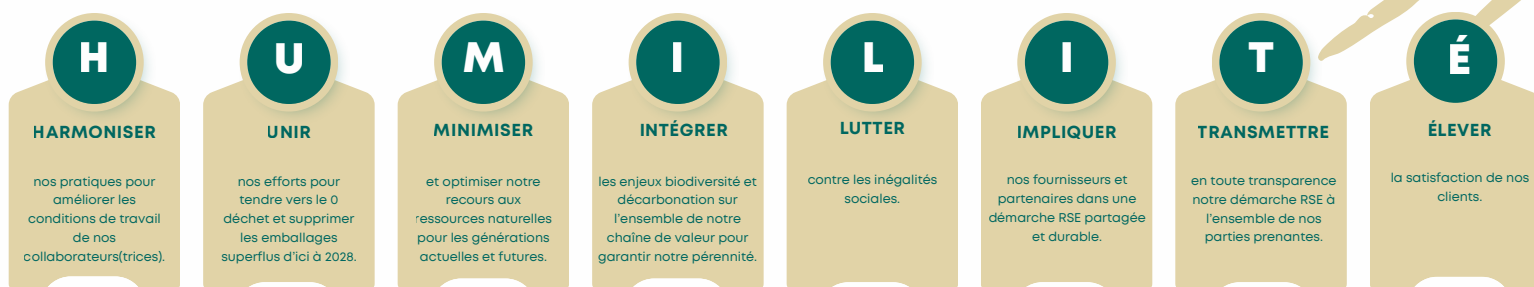 H
HARMONISER
nos pratiques pour
améliorer les
conditions de travail
de nos
collaborateurs(trices).
U
UNIR
nos efforts pour
tendre vers le 0
déchet et supprimer
les emballages
superflus d'ici à 2028.
M
MINIMISER
et optimiser notre
recours aux
ressources naturelles
pour les générations
actuelles et futures.
I
INTÉGRER
les enjeux biodiversité et
décarbonation sur
l'ensemble de notre
chaîne de valeur pour
garantir notre pérennité.
L
LUTTER
contre les inégalités
sociales.
I
IMPLIQUER
nos fournisseurs et
partenaires dans une
démarche RSE partagée
et durable.
T
TRANSMETTRE
en toute transparence
notre démarche RSE à
l'ensemble de nos
parties prenantes.
É
ÉLEVER
la satisfaction de nos
clients.